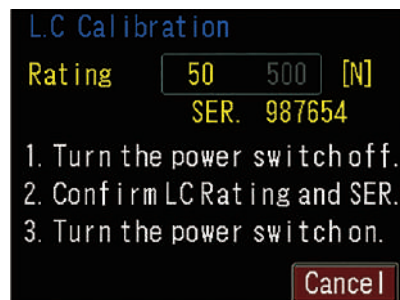 L.C Calibration
Rating 50 500 [N]
SER. 987654
1. Turn the power switch off.
2. Confirm LC Rating and SER.
3. Turn the power switch on.
Cancel